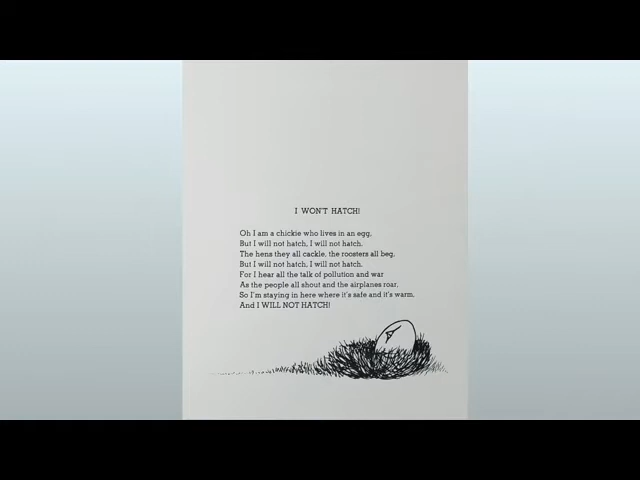 I WON'T HATCH!
Oh I am a chickie who lives in an egg,
But I will not hatch, I will not hatch.
The hens they all cackle, the roosters all beg,
But I will not hatch, I will not hatch.
For I hear all the talk of pollution and war
As the people all shout and the airplanes roar,
So I'm staying in here where it's safe and it's warm,
And I WILL NOT HATCH!